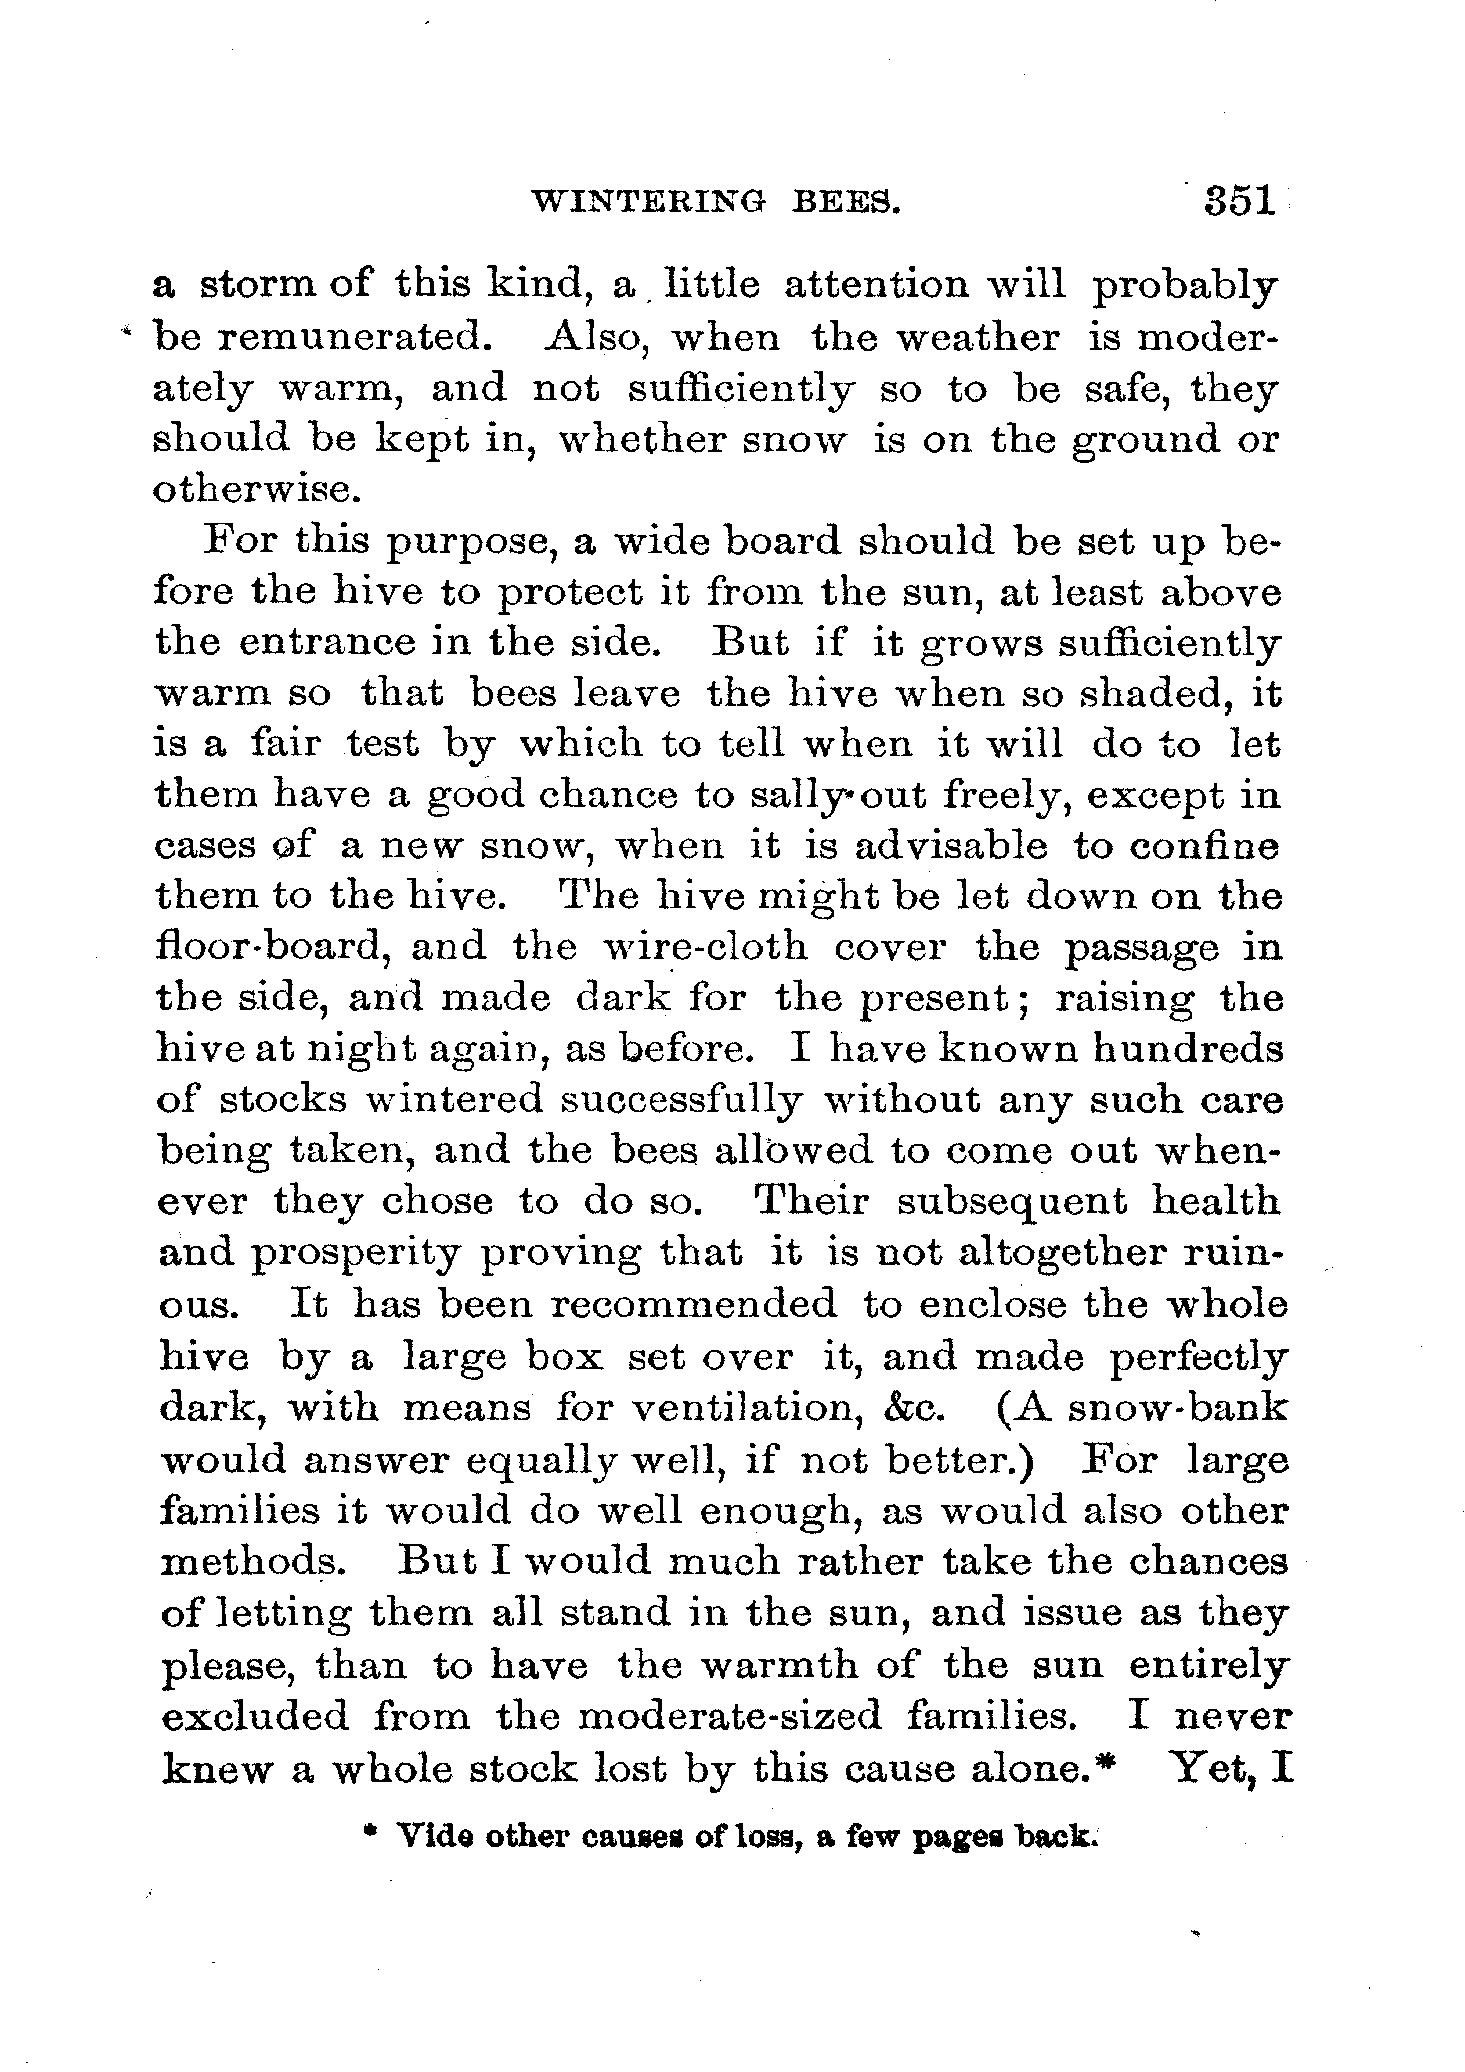 WINTERING BEES. 351
a storm of this kind, a little attention will probably
be remunerated. Also, when the weather is moder-
ately warm, and not sufficiently so to be safe, they
should be kept in, whether snow is on the ground or
otherwise.
For this purpose, a wide board should be set up be-
fore the hive to protect it from the sun, at least above
the entrance in the side. But if it grows sufficiently
warm so that bees leave the hive when so shaded, it
is a fair test by which to tell when it will do to let
them have a good chance to sally out freely, except in
cases of a new snow, when it is advisable to confine
them to the hive. The hive might be let down on the
floor-board, and the wire-cloth cover the passage in
the side, and made dark for the present; raising the
hive at night again, as before. I have known hundreds
of stocks wintered successfully without any such care
being taken, and the bees allowed to come out when-
ever they chose to do so. Their subsequent health
and prosperity proving that it is not altogether ruin-
ous. It has been recommended to enclose the whole
hive by a large box set over it, and made perfectly
dark, with means for ventilation, &c. (A snow-bank
would answer equally well, if not better.) For large
families it would do well enough, as would also other
methods. But I would much rather take the chances
of letting them all stand in the sun, and issue as they
please, than to have the warmth of the sun entirely
excluded from the moderate-sized families. I never
knew a whole stock lost by this cause alone.* Yet, I
* Vide other causes of loss, a few pages back.